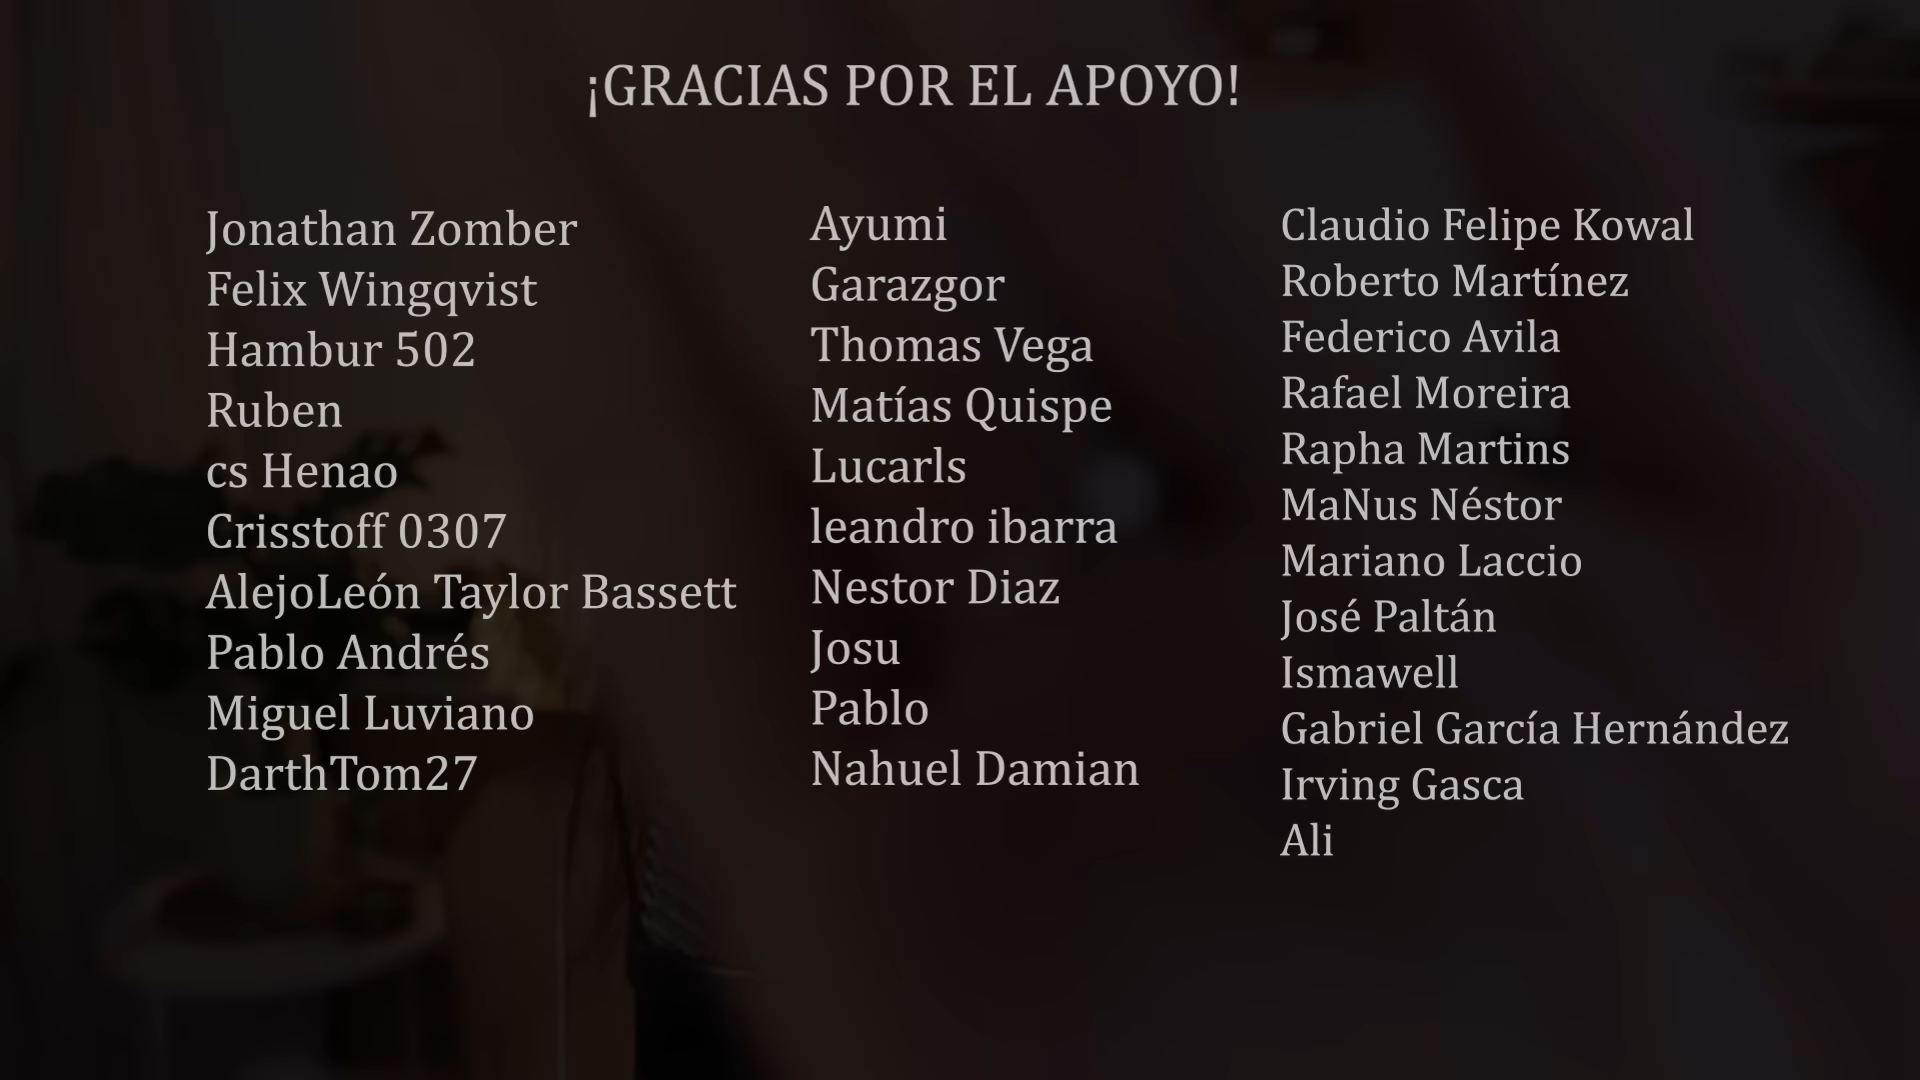 ¡GRACIAS POR EL APOYO!
Jonathan Zomber
Felix Wingqvist
Hambur 502
Ruben
cs Henao
Crisstoff 0307
AlejoLeón Taylor Bassett
Pablo Andrés
Miguel Luviano
DarthTom27
Ayumi
Garazgor
Thomas Vega
Matías Quispe
Lucarls
leandro ibarra
Nestor Diaz
Josu
Pablo
Nahuel Damian
Claudio Felipe Kowal
Roberto Martínez
Federico Avila
Rafael Moreira
Rapha Martins
MaNus Néstor
Mariano Laccio
José Paltán
Ismawell
Gabriel García Hernández
Irving Gasca
Ali